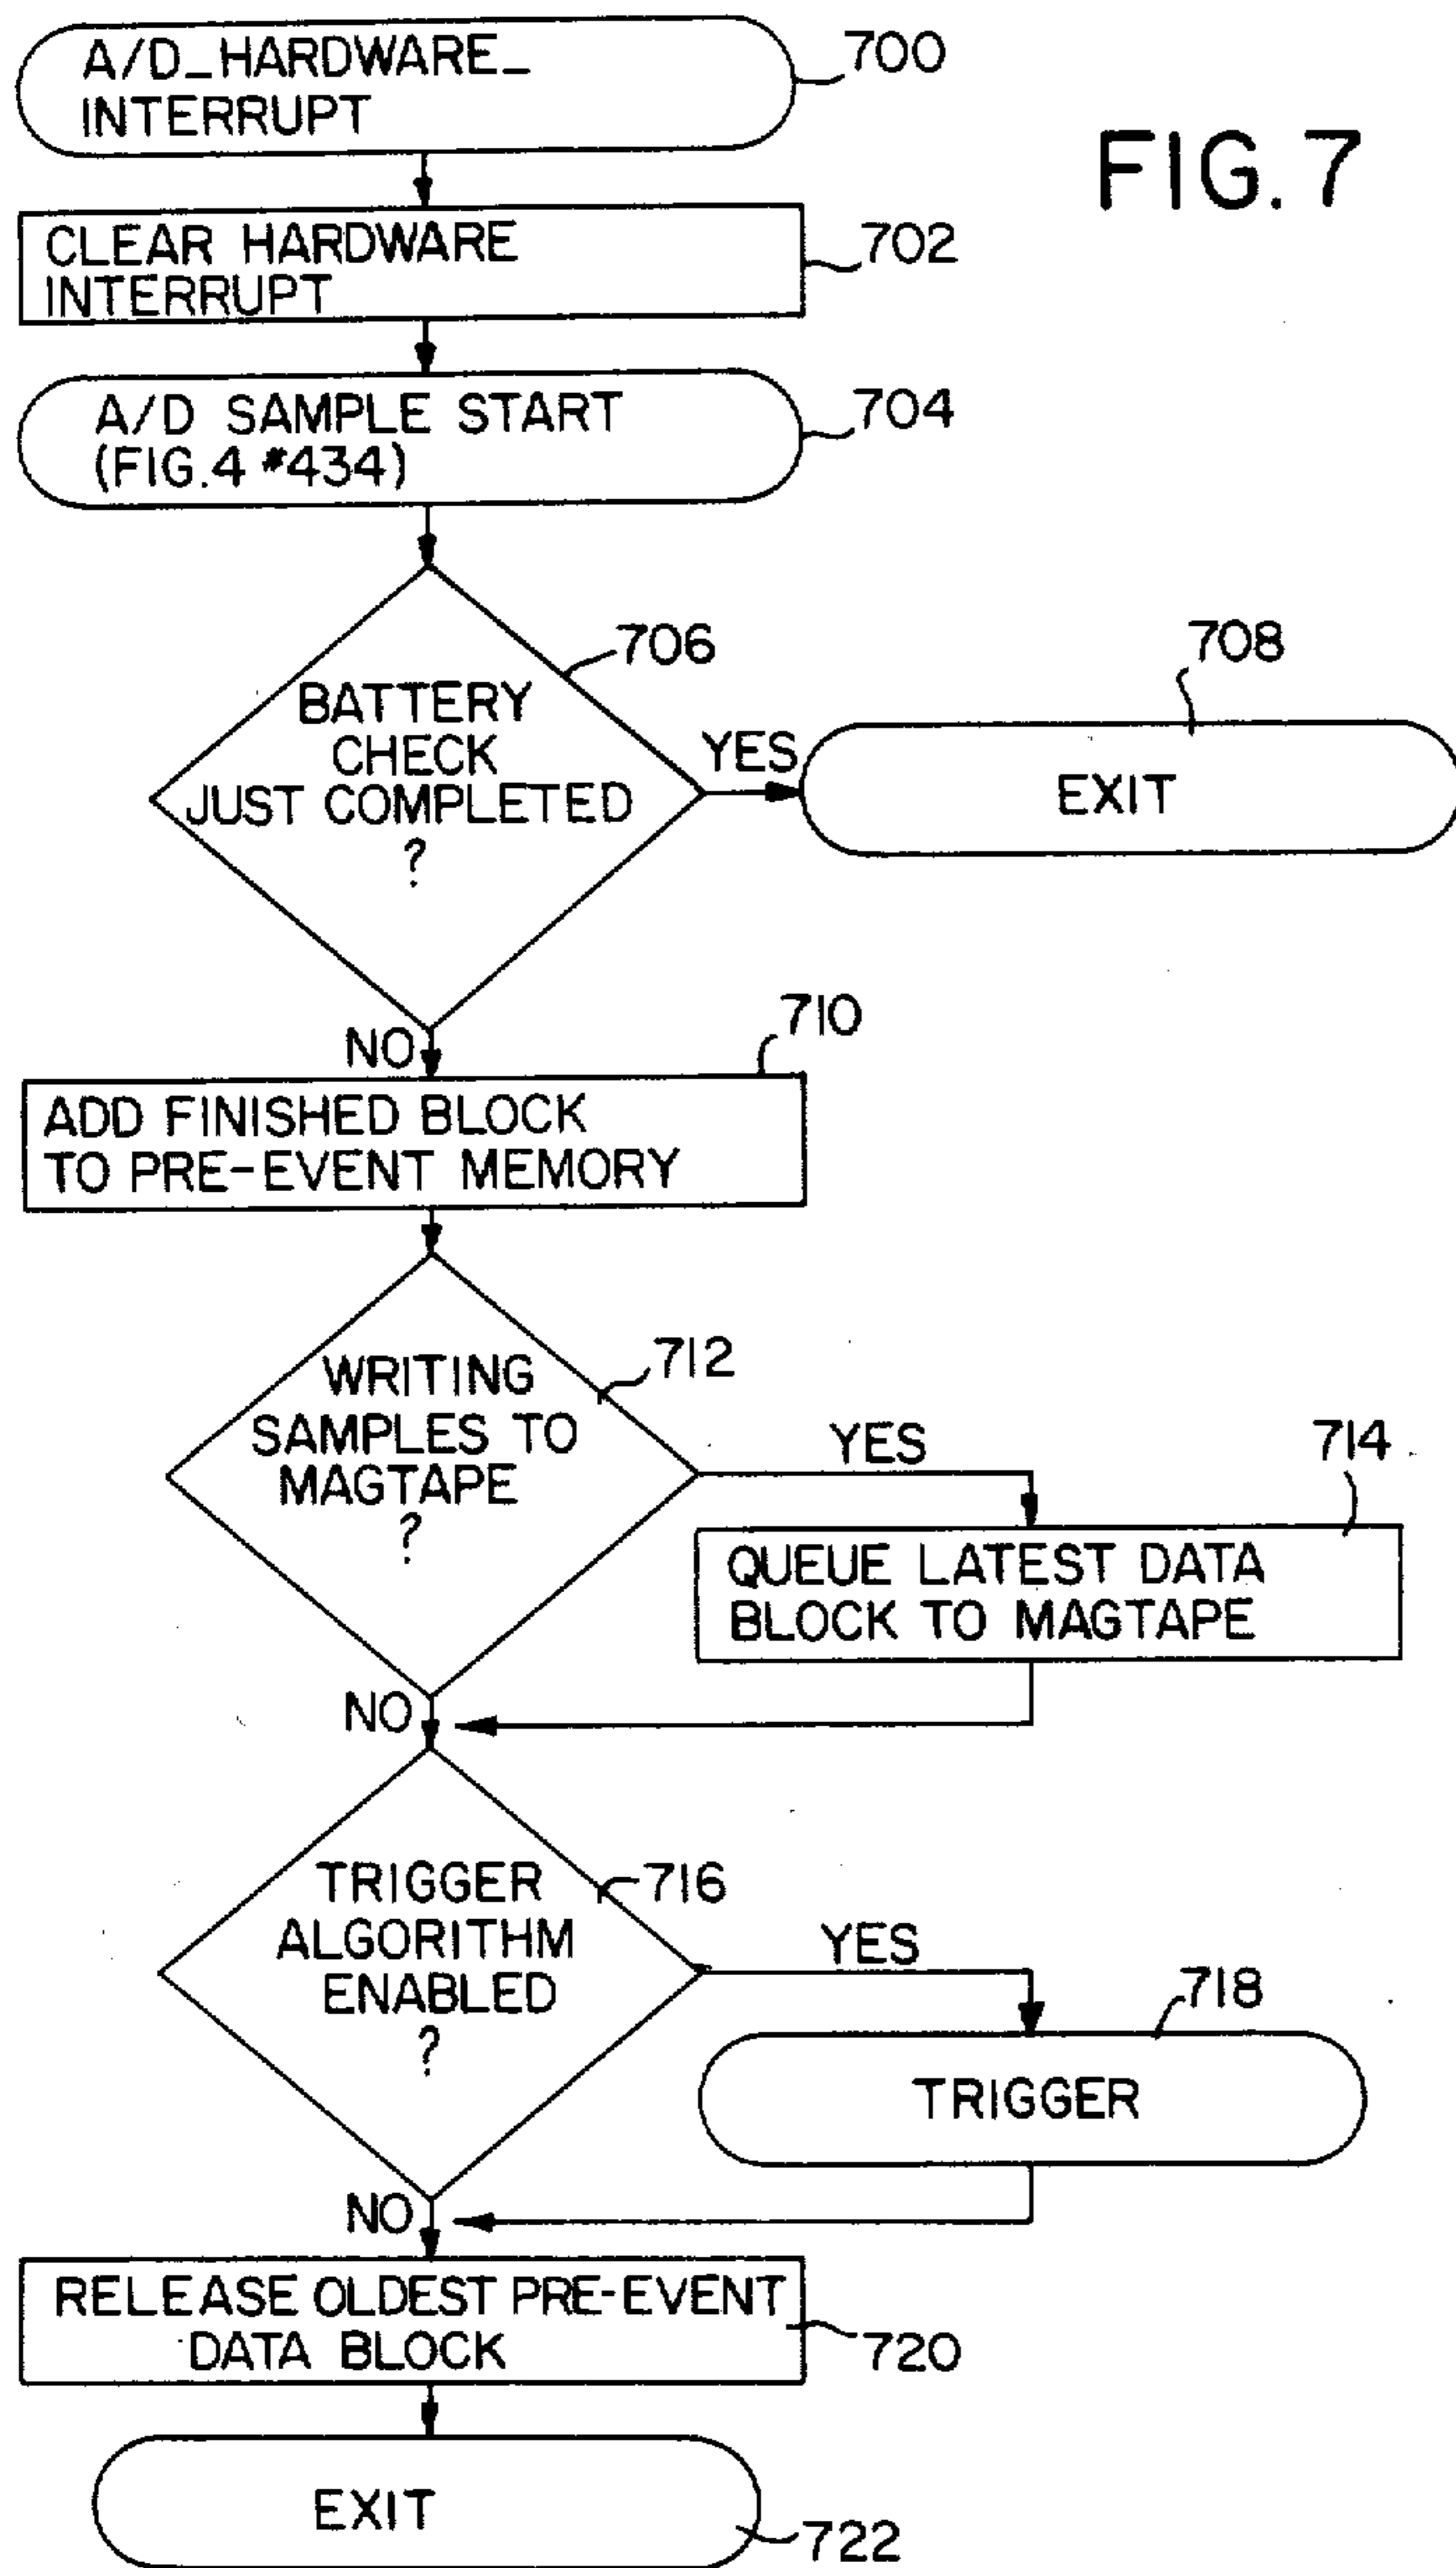 A/D_HARDWARE_
INTERRUPT
700
FIG. 7
CLEAR HARDWARE
INTERRUPT
702
A/D SAMPLE START
(FIG.4 #434)
704
706
BATTERY
CHECK
JUST COMPLETED
?
YES
708
EXIT
NO
710
ADD FINISHED BLOCK
TO PRE-EVENT MEMORY
712
WRITING
SAMPLES TO
MAGTAPE
?
YES
714
QUEUE LATEST DATA
BLOCK TO MAGTAPE
NO
716
TRIGGER
ALGORITHM
ENABLED
?
YES
718
TRIGGER
NO
RELEASE OLDEST PRE-EVENT
DATA BLOCK
720
EXIT
722